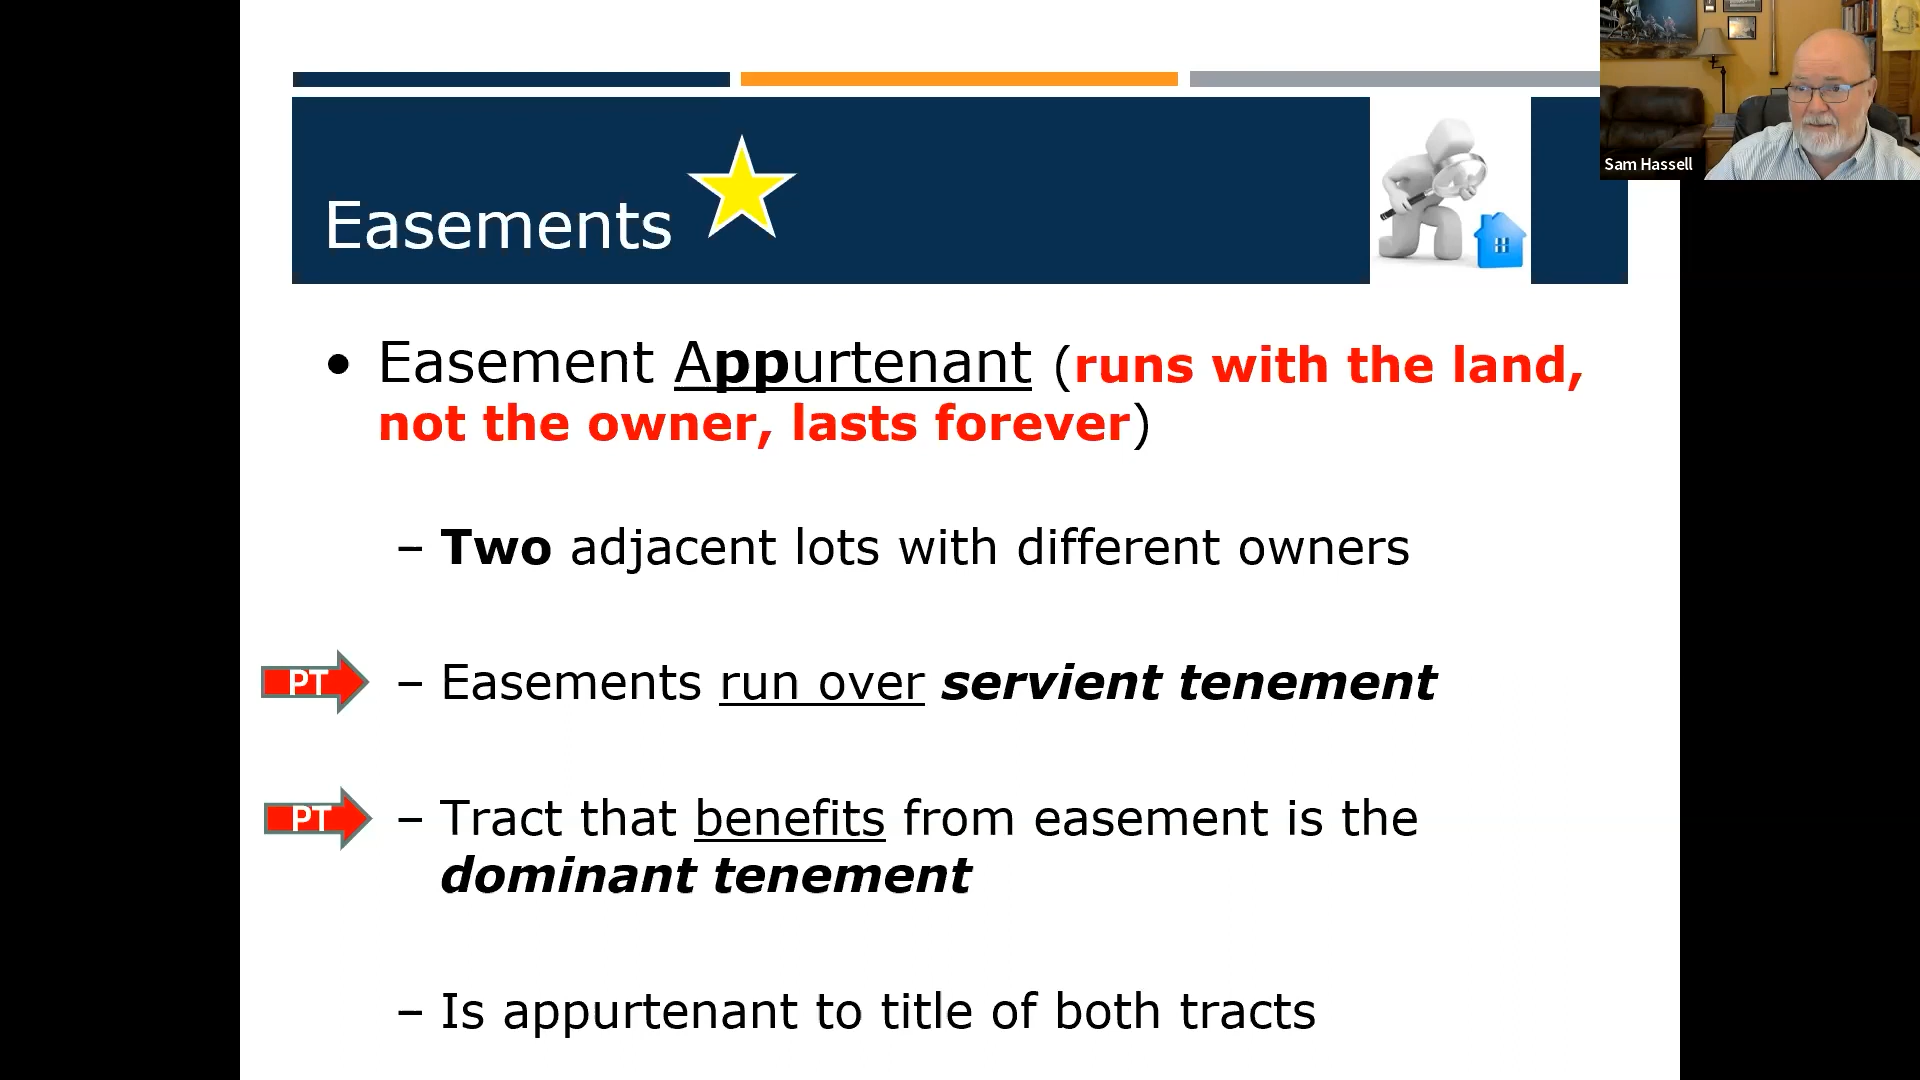 Sam Hassell
Easements
• Easement Appurtenant (runs with the land,
not the owner, lasts forever)
– Two adjacent lots with different owners
PT – Easements run over servient tenement
PT – Tract that benefits from easement is the
dominant tenement
– Is appurtenant to title of both tracts